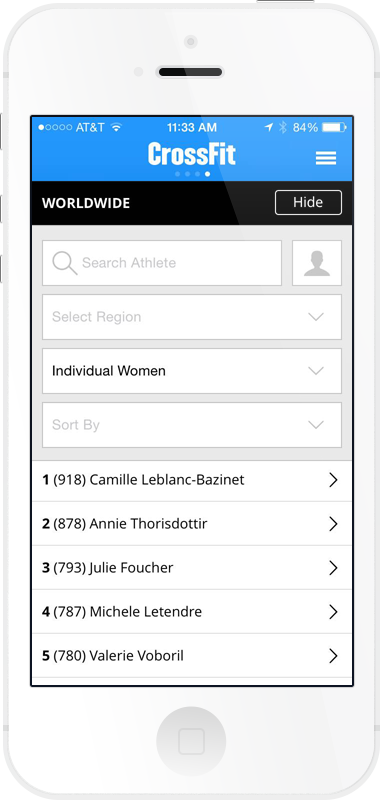 AT&T 11:33 AM 84%
CrossFit
WORLDWIDE Hide
Search Athlete
Select Region
Individual Women
Sort By
1 (918) Camille Leblanc-Bazinet
2 (878) Annie Thorisdottir
3 (793) Julie Foucher
4 (787) Michele Letendre
5 (780) Valerie Voboril